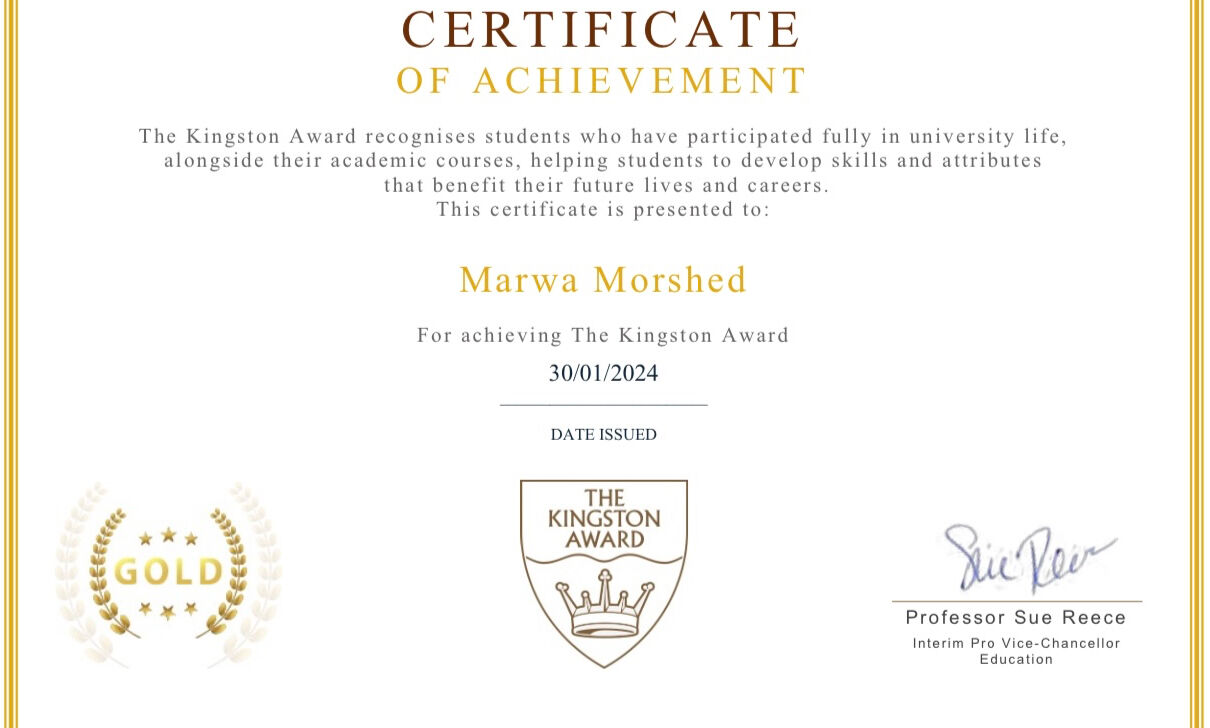 CERTIFICATE
OF ACHIEVEMENT
The Kingston Award recognises students who have participated fully in university life,
alongside their academic courses, helping students to develop skills and attributes
that benefit their future lives and careers.
This certificate is presented to:
Marwa Morshed
For achieving The Kingston Award
30/01/2024
DATE ISSUED
GOLD
THE
KINGSTON
AWARD
Sue Reece
Professor Sue Reece
Interim Pro Vice-Chancellor
Education